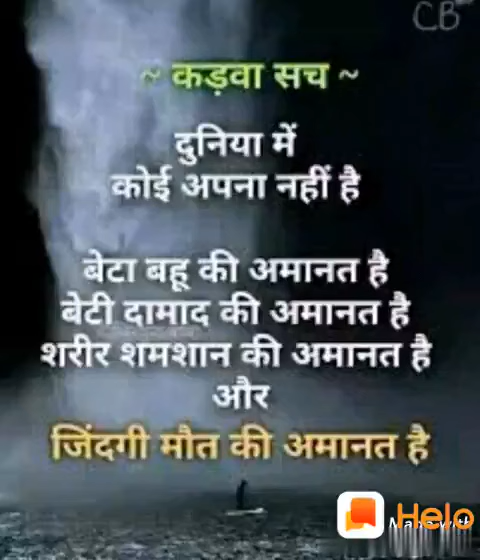 CB
~ कड़वा सच ~
दुनिया में
कोई अपना नहीं है
बेटा बहू की अमानत है
बेटी दामाद की अमानत है
शरीर शमशान की अमानत है
और
जिंदगी मौत की अमानत है
Helo